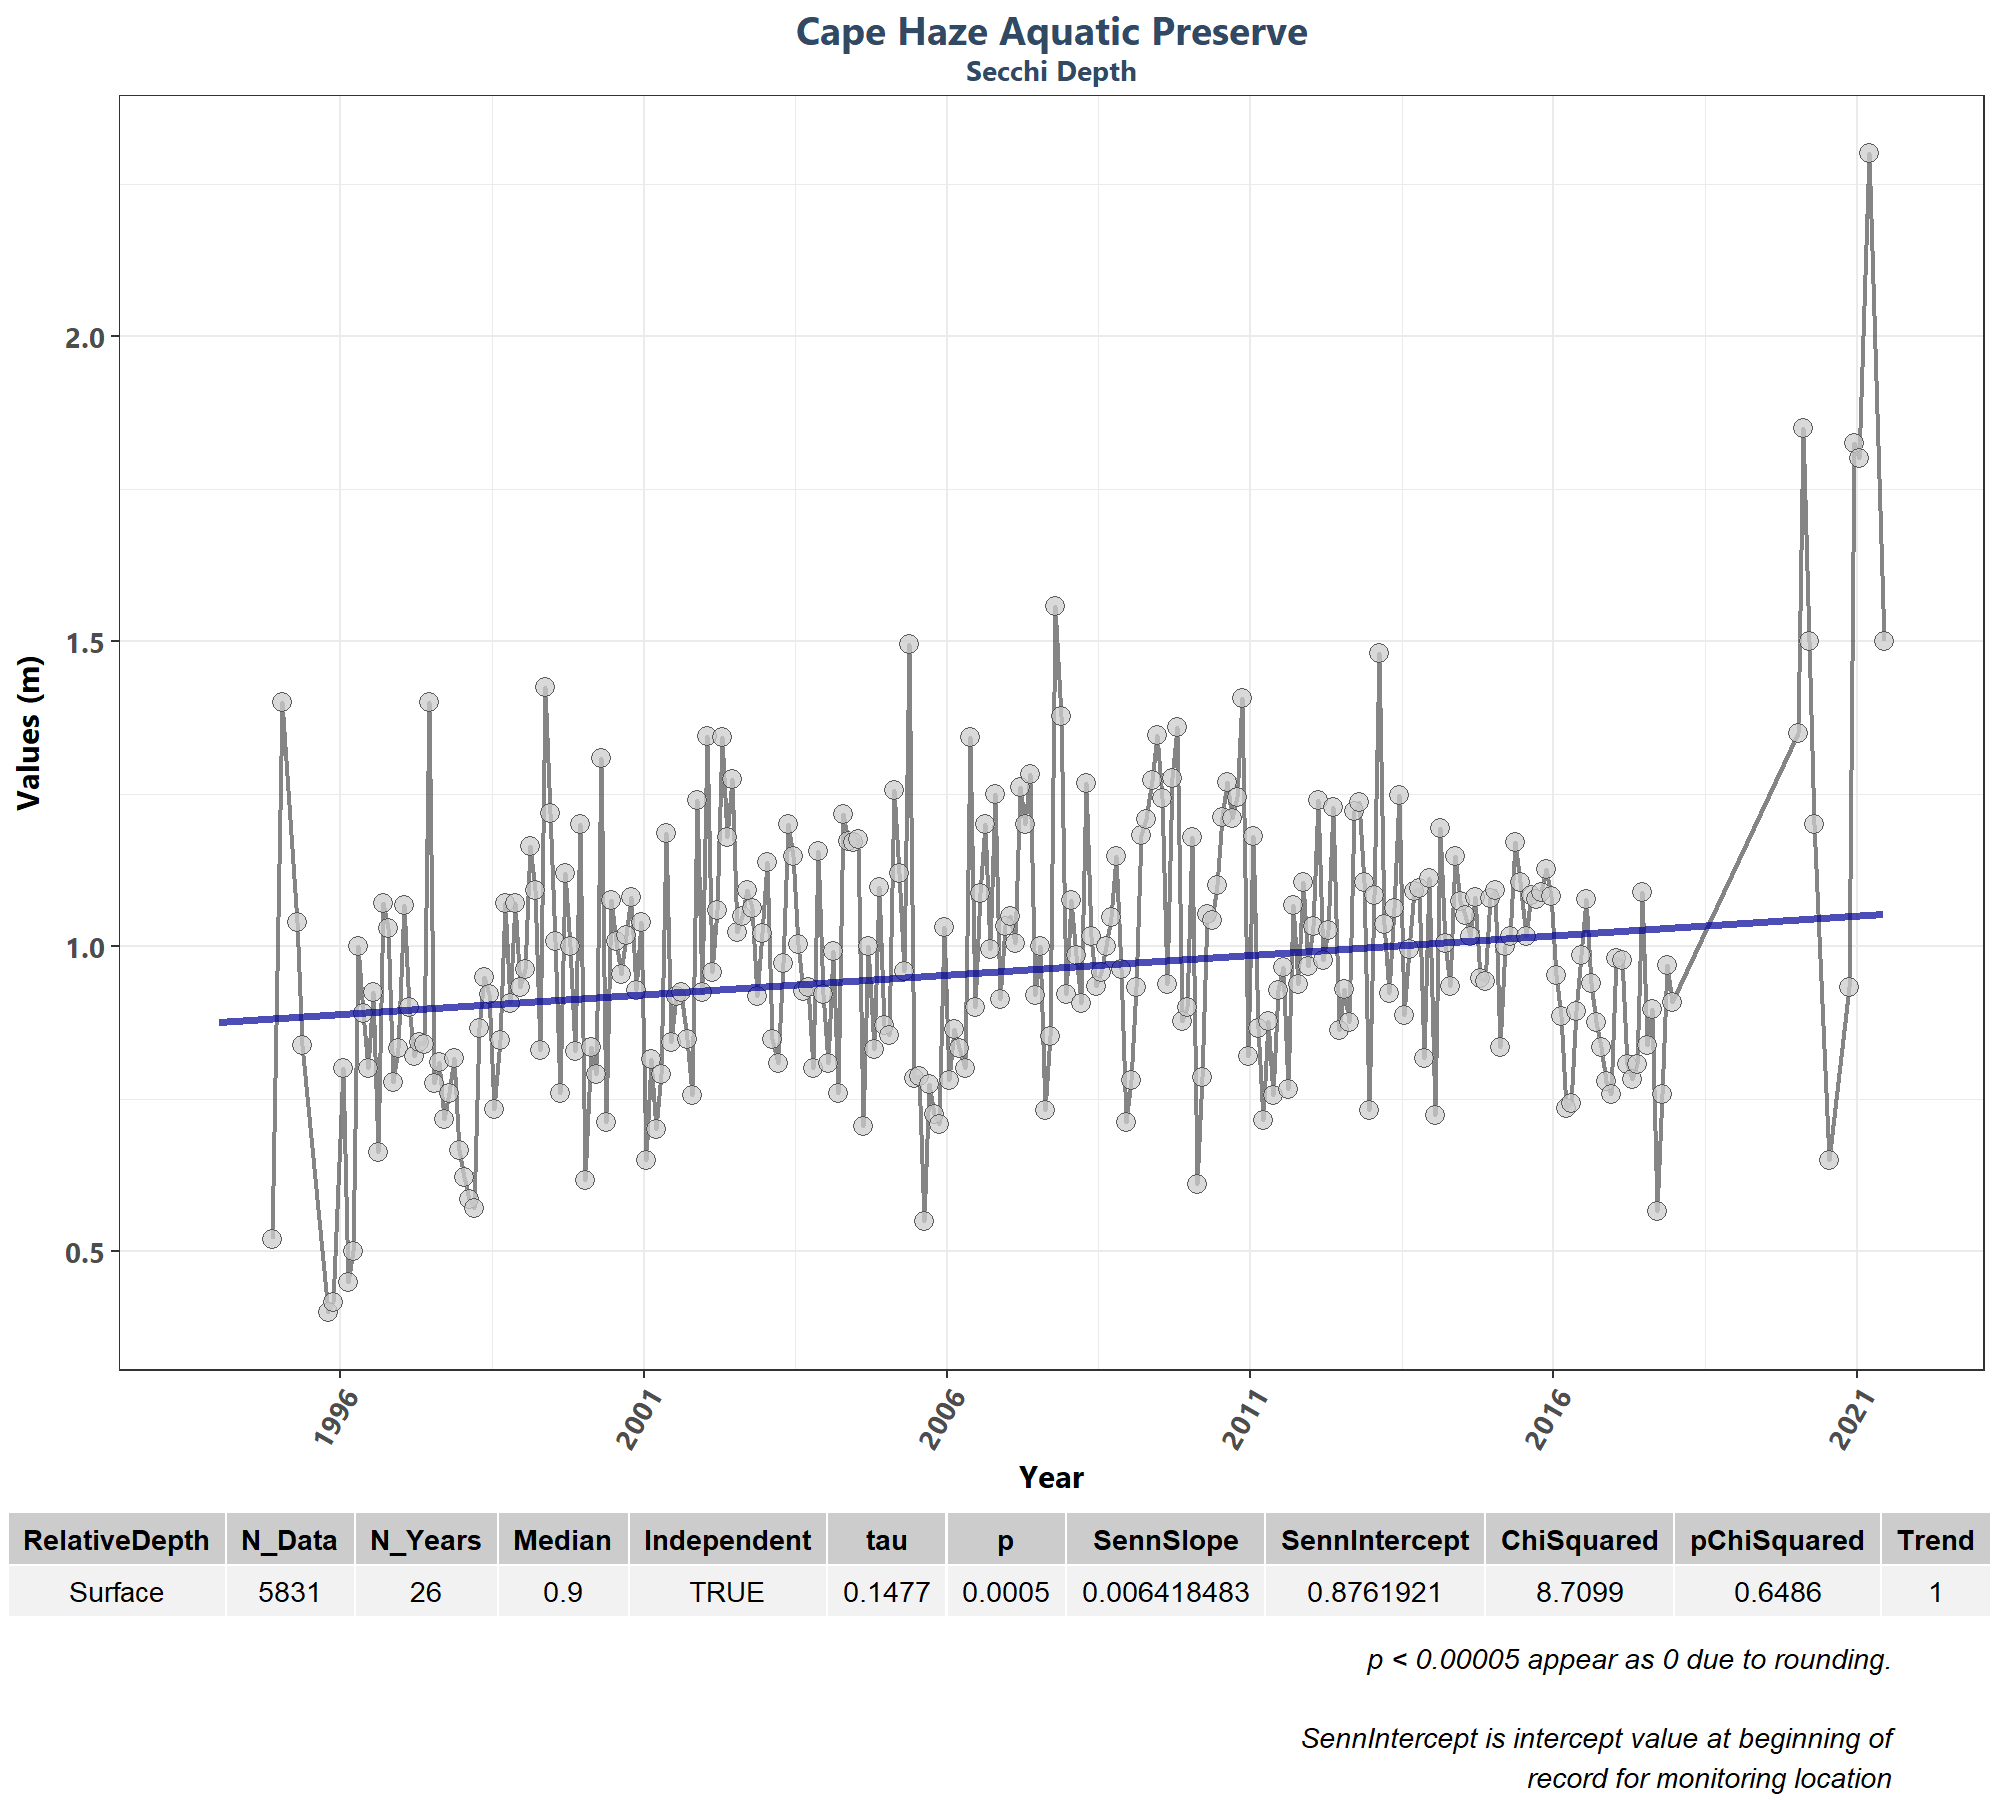 Cape Haze Aquatic Preserve
Secchi Depth
Values (m)
2.0
1.5
1.0
0.5
1996 2001 2006 2011 2016 2021
Year
RelativeDepth N_Data N_Years Median Independent tau p SennSlope SennIntercept ChiSquared pChiSquared Trend
Surface 5831 26 0.9 TRUE 0.1477 0.0005 0.006418483 0.8761921 8.7099 0.6486 1
p < 0.00005 appear as 0 due to rounding.
SennIntercept is intercept value at beginning of
record for monitoring location